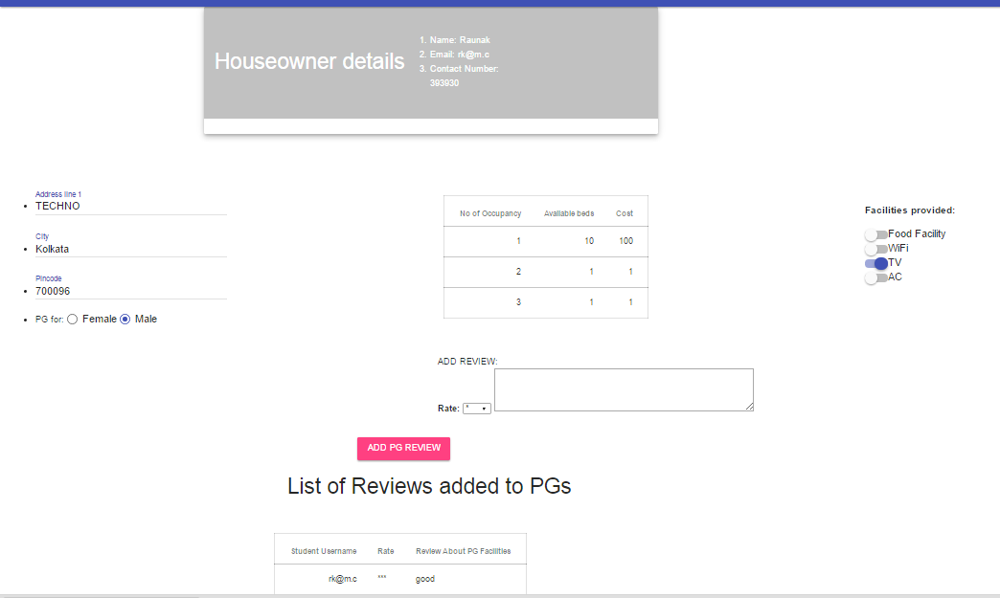 Houseowner details
1. Name: Raunak
2. Email: rk@m.c
3. Contact Number:
393930
Address line 1
• TECHNO
City
• Kolkata
Pincode
• 700096
• PG for: Female Male
No of Occupancy Available beds Cost
1 10 100
2 1 1
3 1 1
Facilities provided:
Food Facility
WiFi
TV
AC
ADD REVIEW:
Rate: *
ADD PG REVIEW
List of Reviews added to PGs
Student Username Rate Review About PG Facilities
rk@m.c *** good